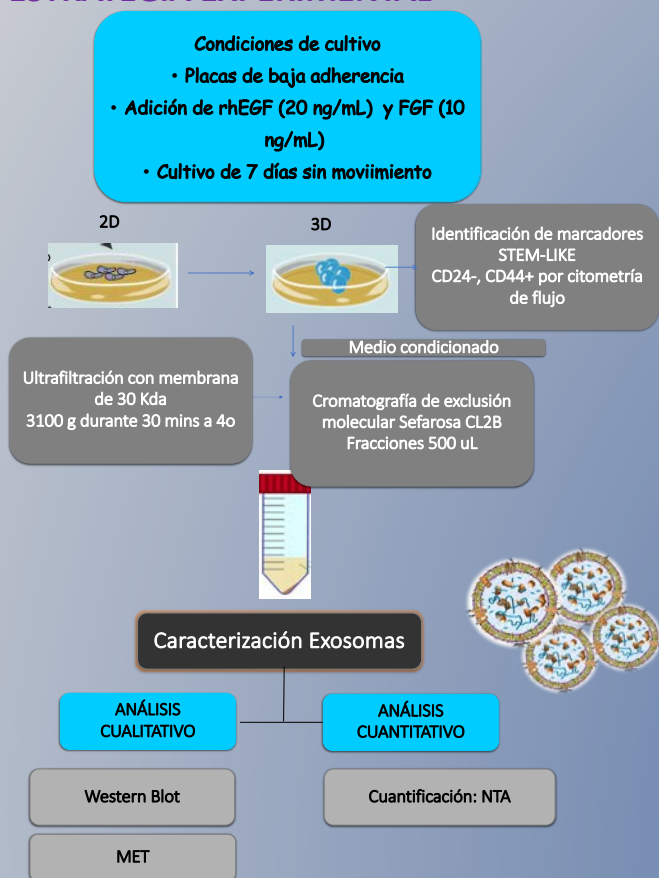 ESTRATEGIA EXPERIMENTAL
Condiciones de cultivo
• Placas de baja adherencia
• Adición de rhEGF (20 ng/mL) y FGF (10
ng/mL)
• Cultivo de 7 días sin moviimiento
2D
3D
Identificación de marcadores
STEM-LIKE
CD24-, CD44+ por citometría
de flujo
Medio condicionado
Ultrafiltración con membrana
de 30 Kda
3100 g durante 30 mins a 4o
Cromatografía de exclusión
molecular Sefarosa CL2B
Fracciones 500 uL
Caracterización Exosomas
ANÁLISIS
CUALITATIVO
ANÁLISIS
CUANTITATIVO
Western Blot
Cuantificación: NTA
MET